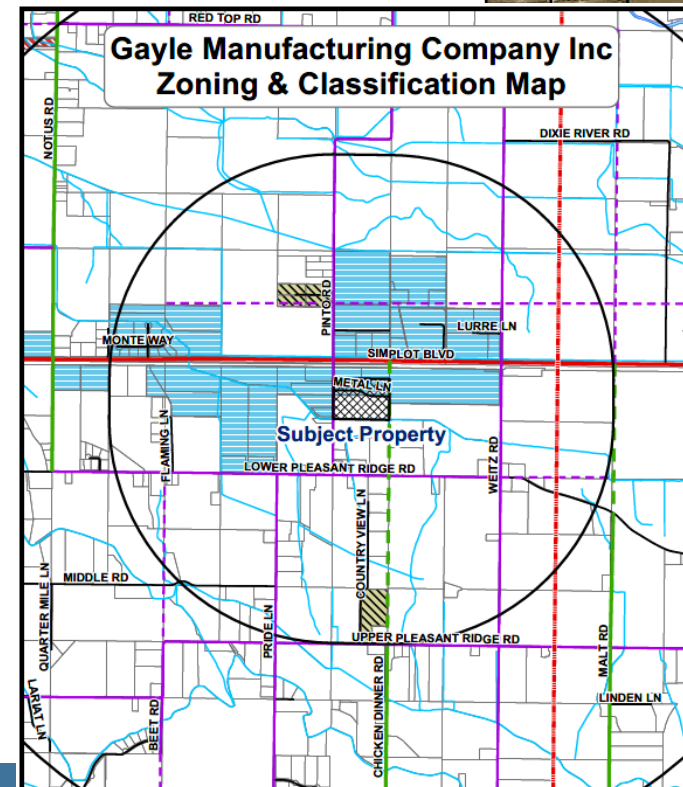 RED TOP RD
Gayle Manufacturing Company Inc
Zoning & Classification Map
NOTUS RD
DIXIE RIVER RD
PINTO RD
LURRE LN
MONTE WAY
SIMPLOT BLVD
METAL LN
Subject Property
FLAMING LN
WEITZ RD
LOWER PLEASANT RIDGE RD
COUNTRY VIEW LN
MIDDLE RD
QUARTER MILE LN
PRIDE LN
UPPER PLEASANT RIDGE RD
MALT RD
CHICKEN DINNER RD
LINDEN LN
LARIAT LN
BEET RD